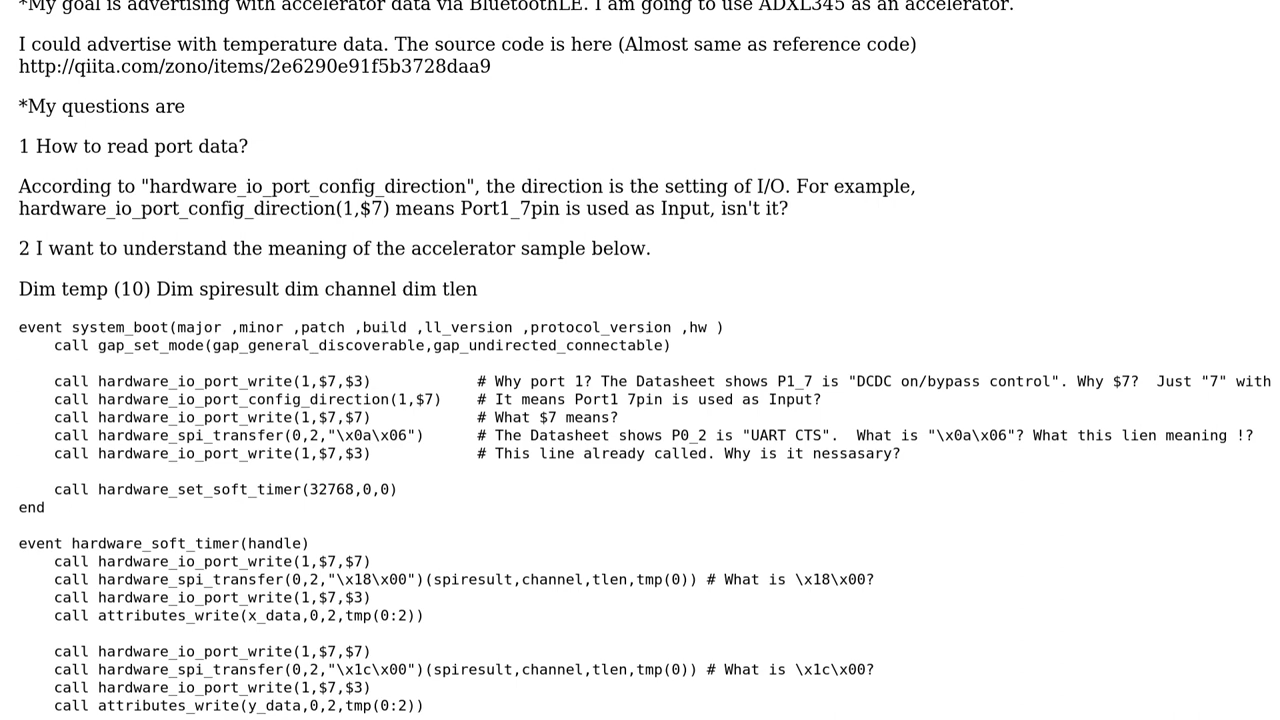 *My goal is advertising with accelerator data via BluetoothLE. I am going to use ADXL345 as an accelerator.
I could advertise with temperature data. The source code is here (Almost same as reference code)
http://qiita.com/zono/items/2e6290e91f5b3728daa9
*My questions are
1 How to read port data?
According to "hardware_io_port_config_direction", the direction is the setting of I/O. For example,
hardware_io_port_config_direction(1,$7) means Port1_7pin is used as Input, isn't it?
2 I want to understand the meaning of the accelerator sample below.
Dim temp (10) Dim spiresult dim channel dim tlen
event system_boot(major ,minor ,patch ,build ,ll_version ,protocol_version ,hw )
    call gap_set_mode(gap_general_discoverable,gap_undirected_connectable)
    call hardware_io_port_write(1,$7,$3)            # Why port 1? The Datasheet shows P1_7 is "DCDC on/bypass control". Why $7?  Just "7" with
    call hardware_io_port_config_direction(1,$7)    # It means Port1 7pin is used as Input?
    call hardware_io_port_write(1,$7,$7)            # What $7 means?
    call hardware_spi_transfer(0,2,"\x0a\x06")      # The Datasheet shows P0_2 is "UART CTS".  What is "\x0a\x06"? What this lien meaning !?
    call hardware_io_port_write(1,$7,$3)            # This line already called. Why is it nessasary?
    call hardware_set_soft_timer(32768,0,0)
end
event hardware_soft_timer(handle)
    call hardware_io_port_write(1,$7,$7)
    call hardware_spi_transfer(0,2,"\x18\x00")(spiresult,channel,tlen,tmp(0)) # What is \x18\x00?
    call hardware_io_port_write(1,$7,$3)
    call attributes_write(x_data,0,2,tmp(0:2))
    call hardware_io_port_write(1,$7,$7)
    call hardware_spi_transfer(0,2,"\x1c\x00")(spiresult,channel,tlen,tmp(0)) # What is \x1c\x00?
    call hardware_io_port_write(1,$7,$3)
    call attributes_write(y_data,0,2,tmp(0:2))